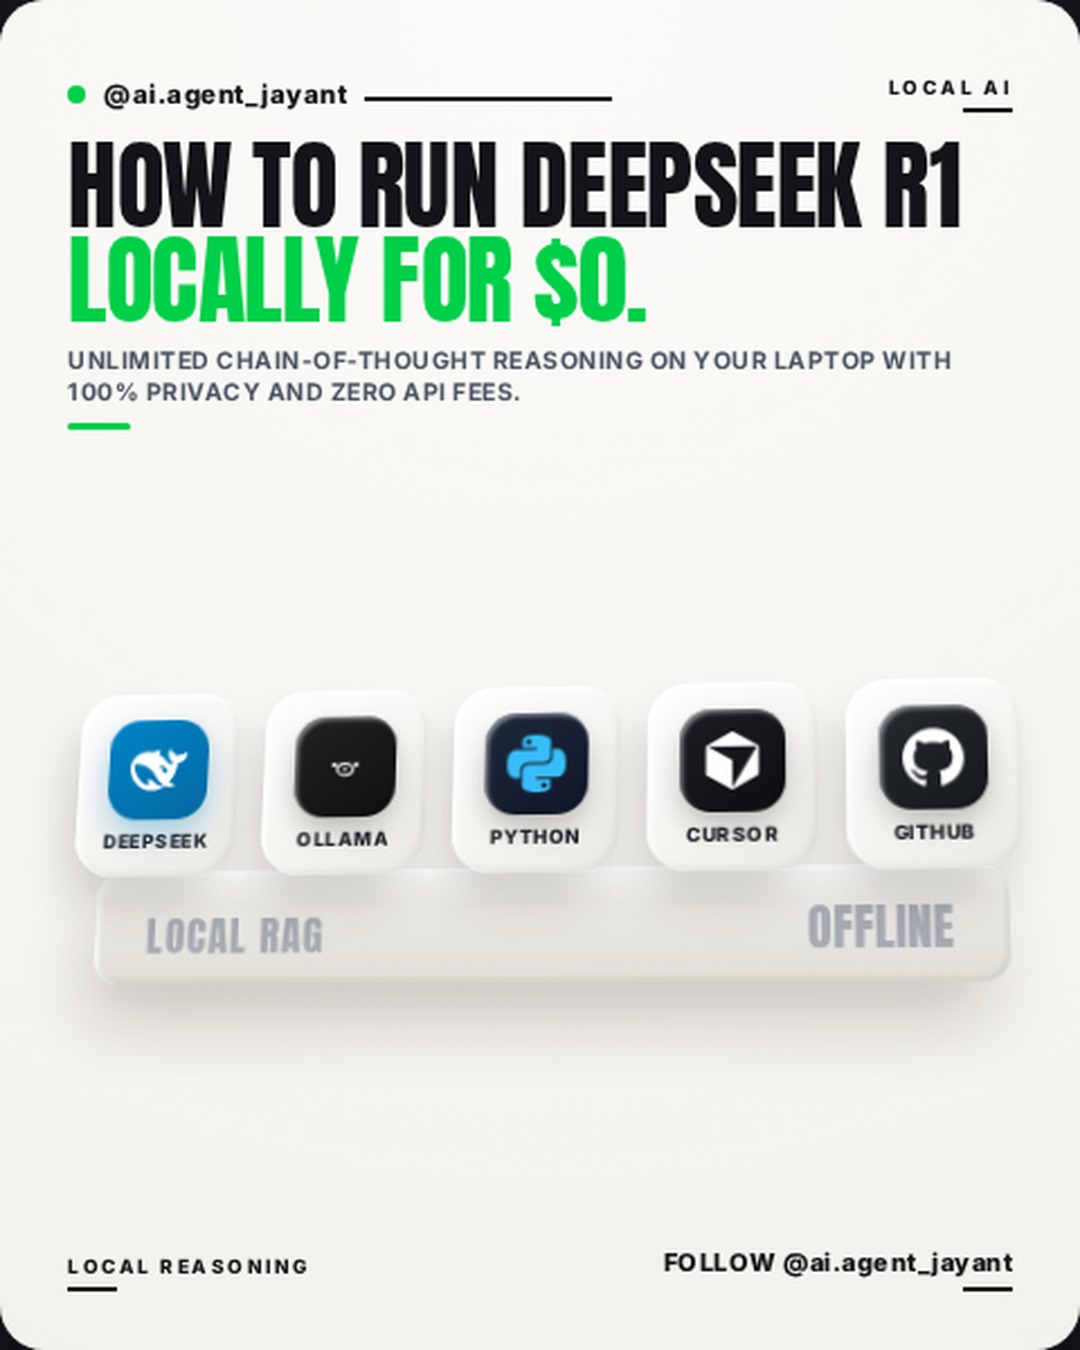 @ai.agent_jayant
LOCAL AI
HOW TO RUN DEEPSEEK R1
LOCALLY FOR $0.
UNLIMITED CHAIN-OF-THOUGHT REASONING ON YOUR LAPTOP WITH
100% PRIVACY AND ZERO API FEES.
DEEPSEEK
OLLAMA
PYTHON
CURSOR
GITHUB
LOCAL RAG
OFFLINE
LOCAL REASONING
FOLLOW @ai.agent_jayant